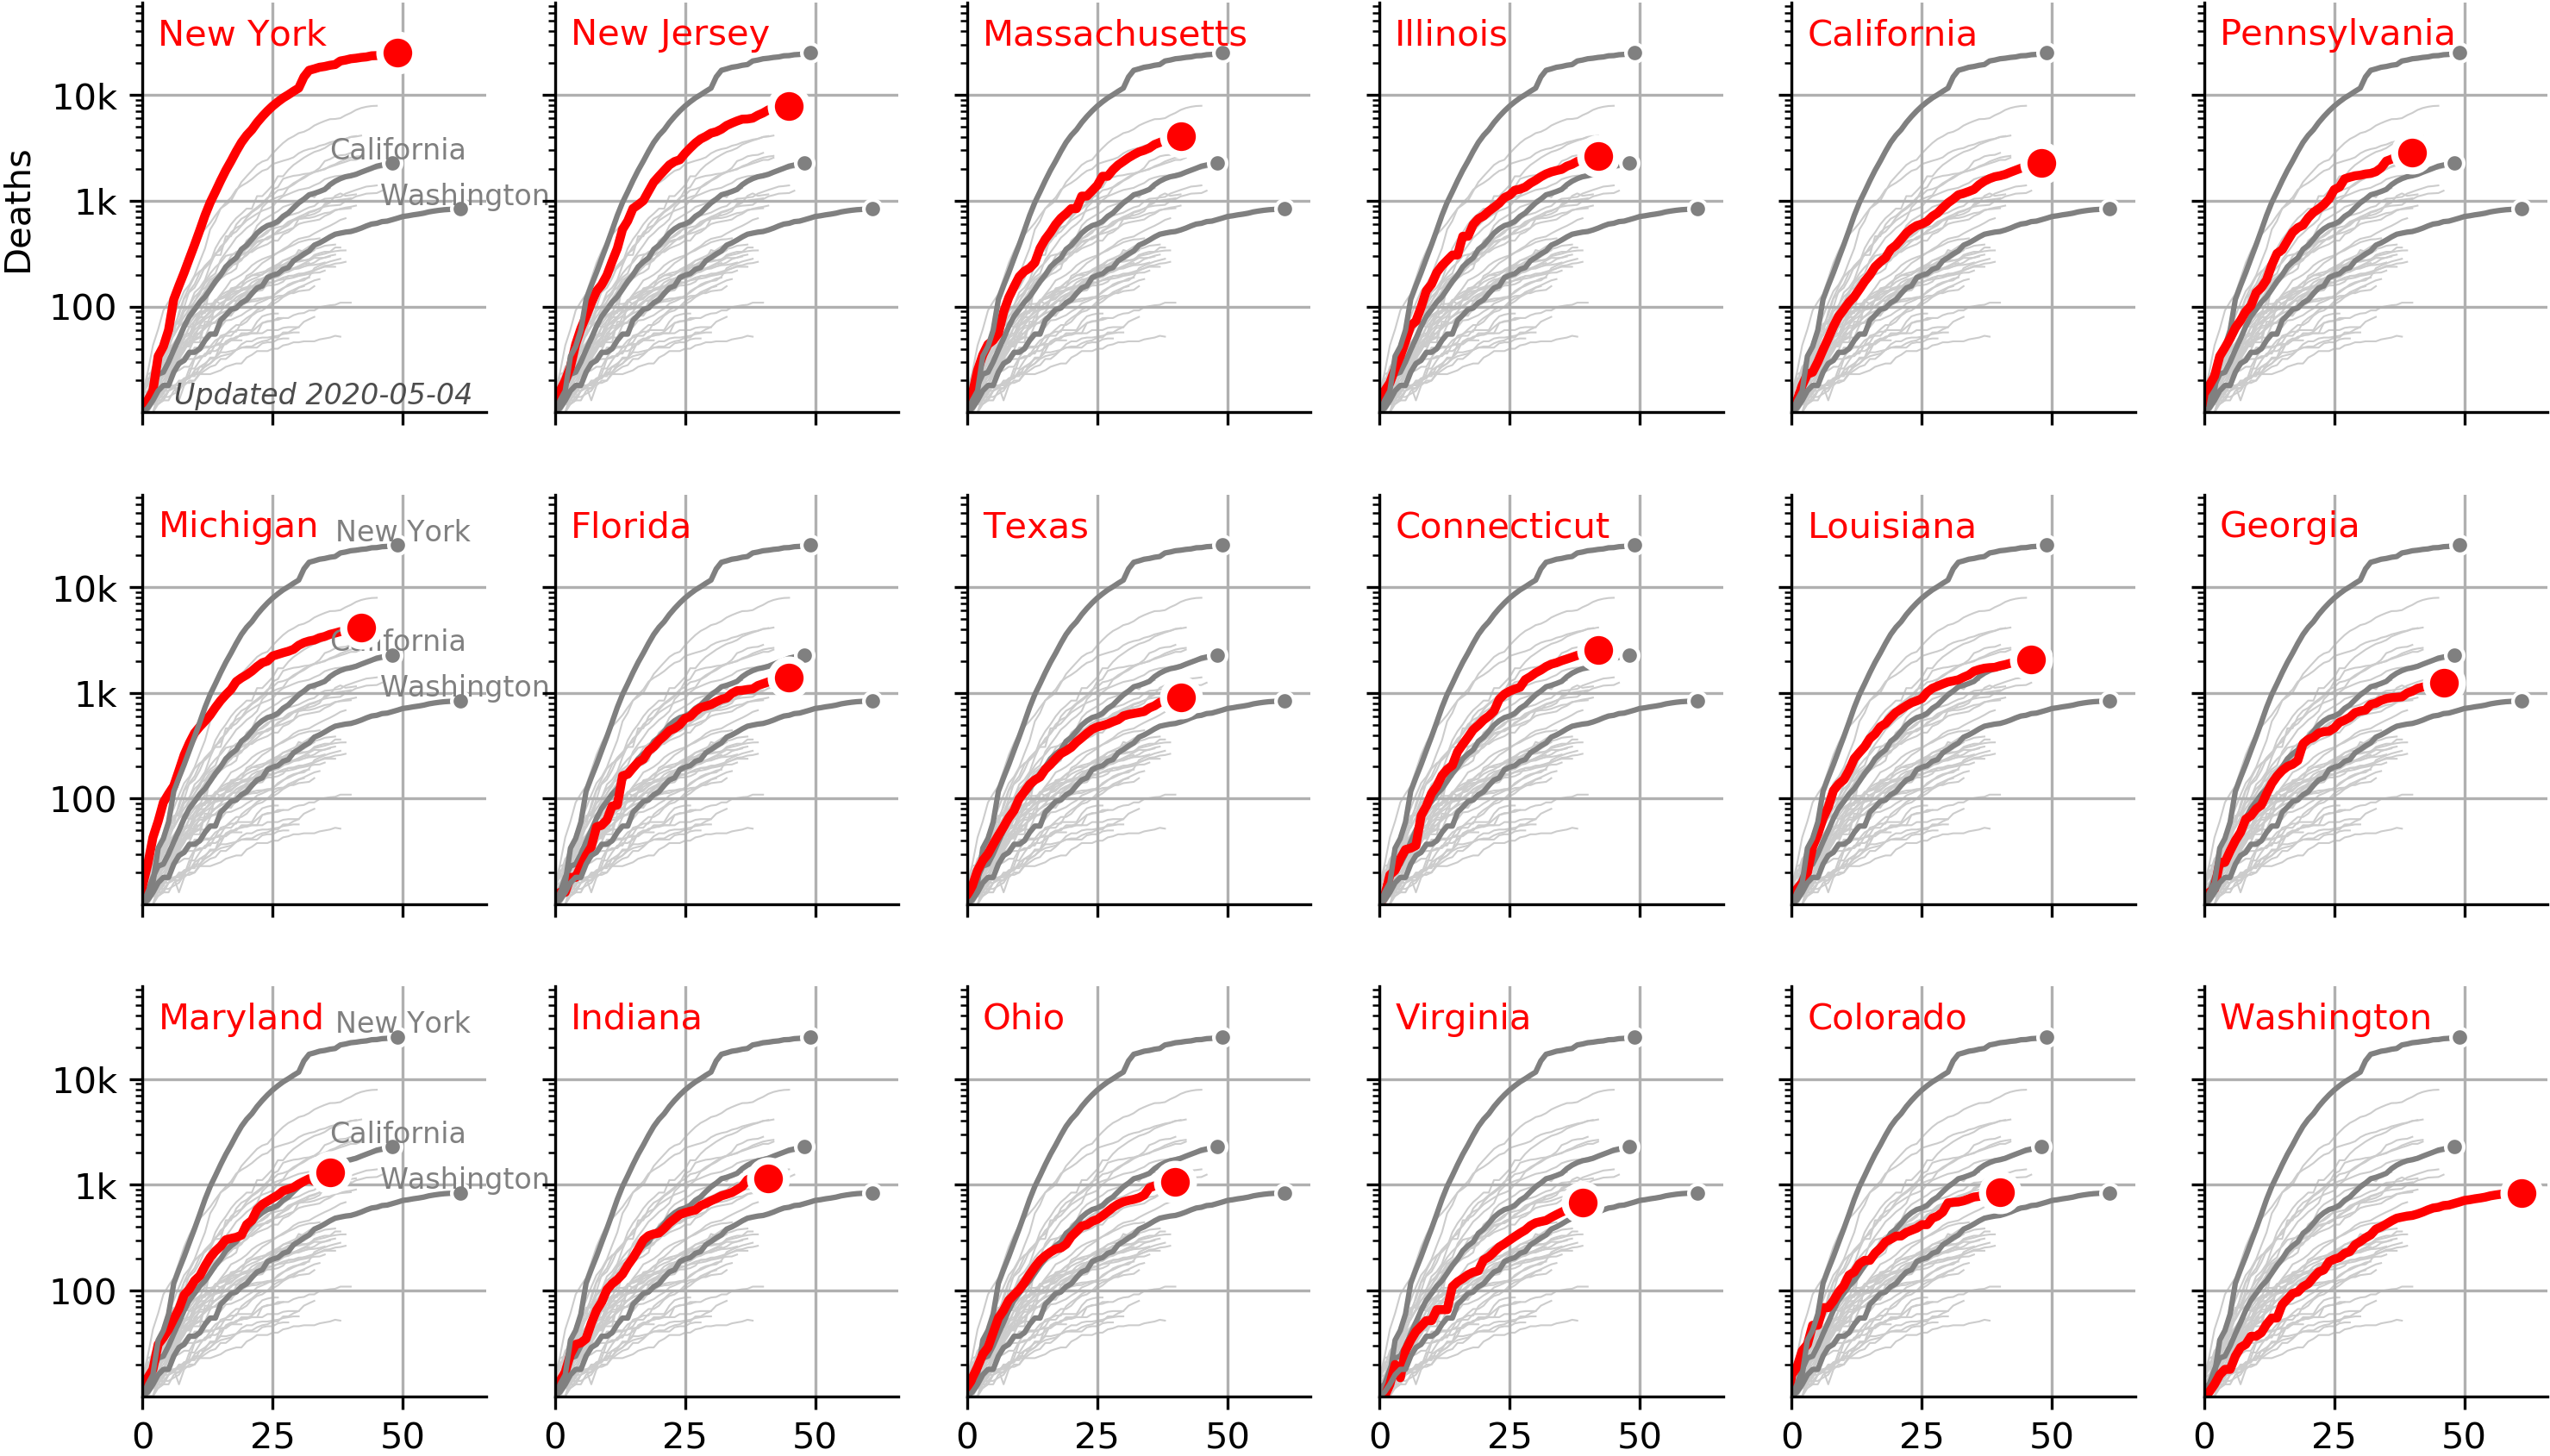 New York
New Jersey
Massachusetts
Illinois
California
Pennsylvania
Deaths
10k
1k
100
California
Washington
Updated 2020-05-04
Michigan
New York
Florida
Texas
Connecticut
Louisiana
Georgia
10k
1k
100
California
Washington
Maryland
New York
Indiana
Ohio
Virginia
Colorado
Washington
10k
1k
100
California
Washington
0 25 50
0 25 50
0 25 50
0 25 50
0 25 50
0 25 50